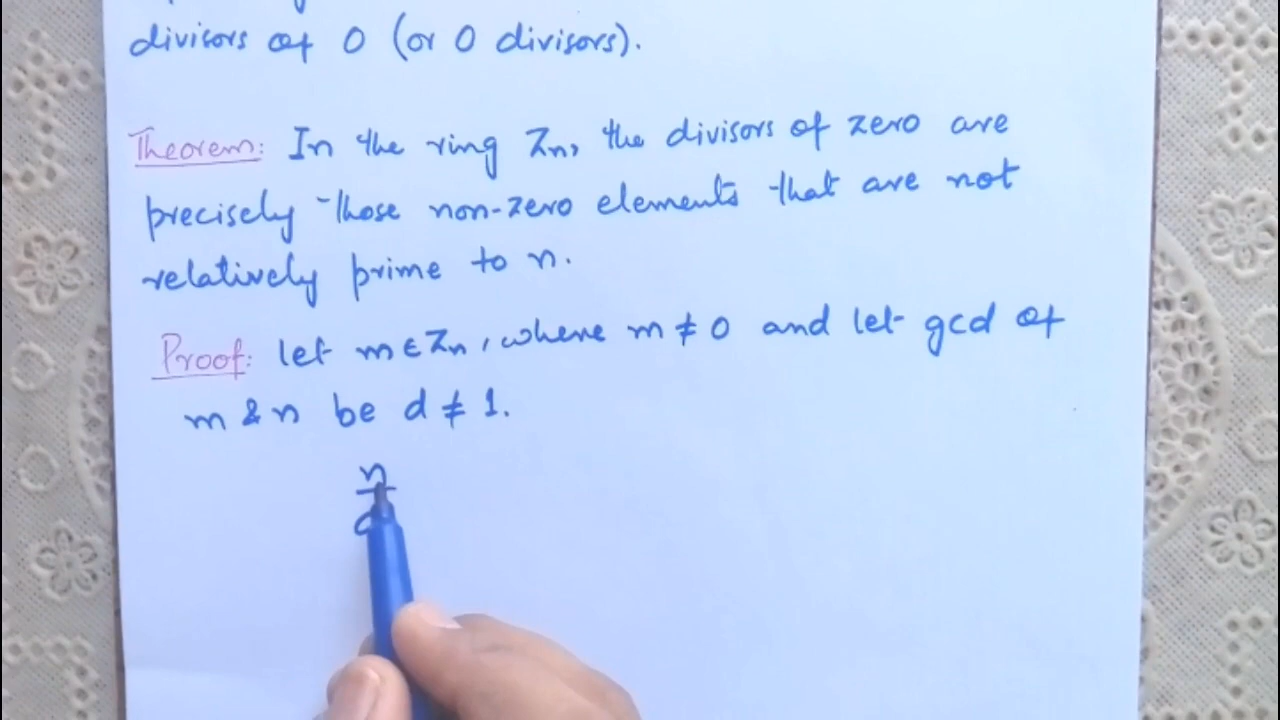 divisors of 0 (or 0 divisors).
Theorem: In the ring Zn, the divisors of zero are
precisely those non-zero elements that are not
relatively prime to n.
Proof: let m ∈ Zn, where m ≠ 0 and let gcd of
m & n be d ≠ 1.
n